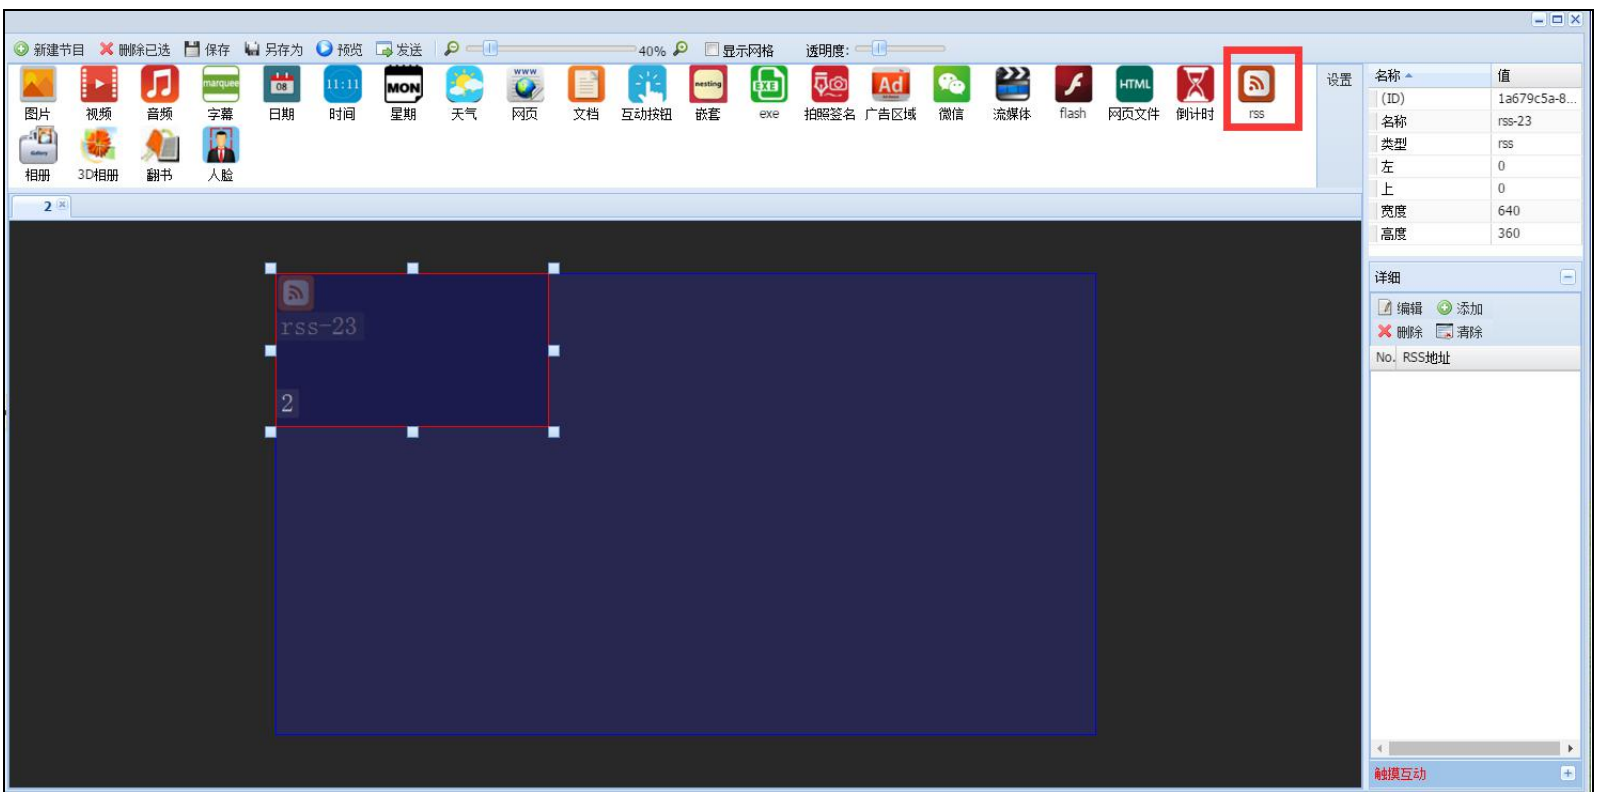 新建节目 删除已选 保存 另存为 预览 发送 40% 显示网格 透明度:
marquee 08 11:11 MON WWW nesting EXE Ad HTML
图片 视频 音频 字幕 日期 时间 星期 天气 网页 文档 互动按钮 嵌套 exe 拍照签名 广告区域 微信 流媒体 flash 网页文件 倒计时 rss
相册 3D相册 翻书 人脸
设置
2
rss-23
2
名称 值
(ID) 1a679c5a-8...
名称 rss-23
类型 rss
左 0
上 0
宽度 640
高度 360
详细
编辑 添加
删除 清除
No. RSS地址
触摸互动